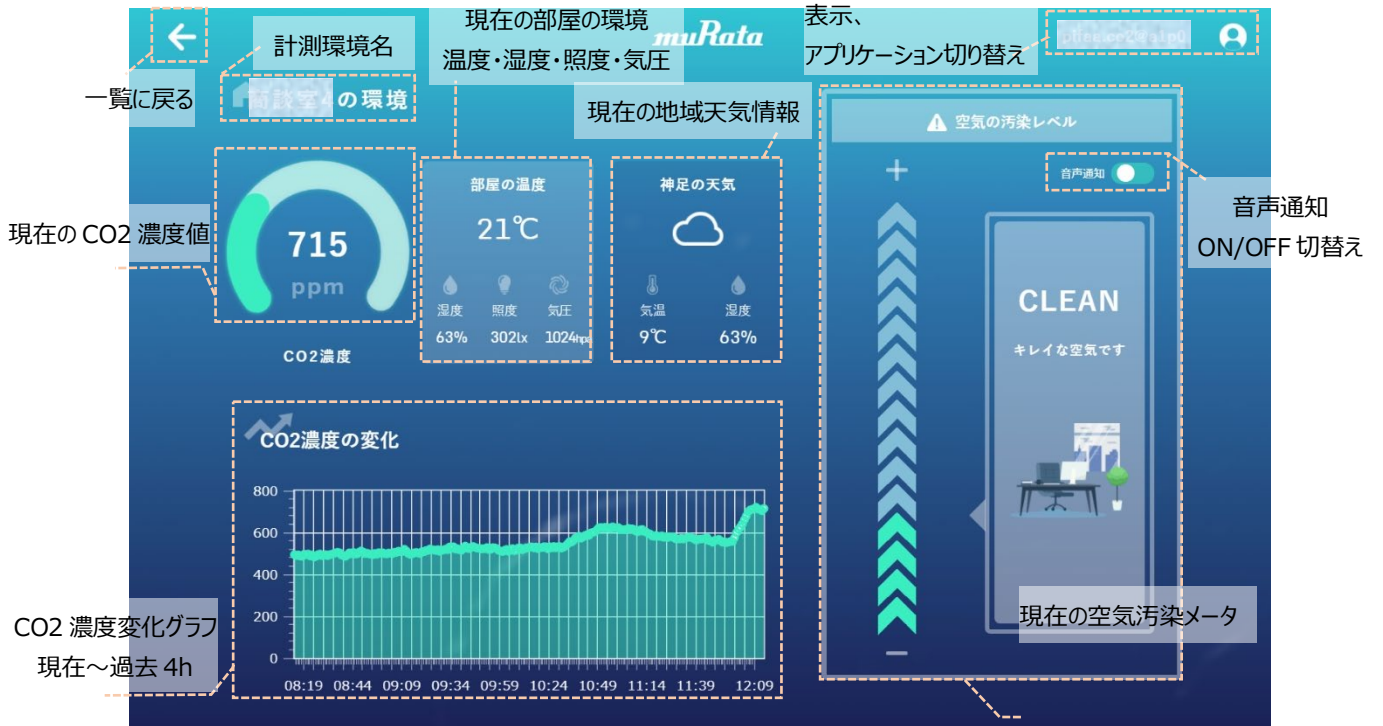 現在の部屋の環境
温度・湿度・照度・気圧
muRata
表示、
アプリケーション切り替え
計測環境名
一覧に戻る
の環境
現在の地域天気情報
空気の汚染レベル
音声通知
音声通知
ON/OFF 切替え
現在の CO2 濃度値
715
ppm
CO2濃度
部屋の温度
21℃
湿度 照度 気圧
63% 302lx 1024hpa
神足の天気
気温 湿度
9℃ 63%
CLEAN
キレイな空気です
CO2濃度の変化
800
600
400
200
0
08:19 08:44 09:09 09:34 09:59 10:24 10:49 11:14 11:39 12:09
CO2 濃度変化グラフ
現在～過去 4h
現在の空気汚染メータ